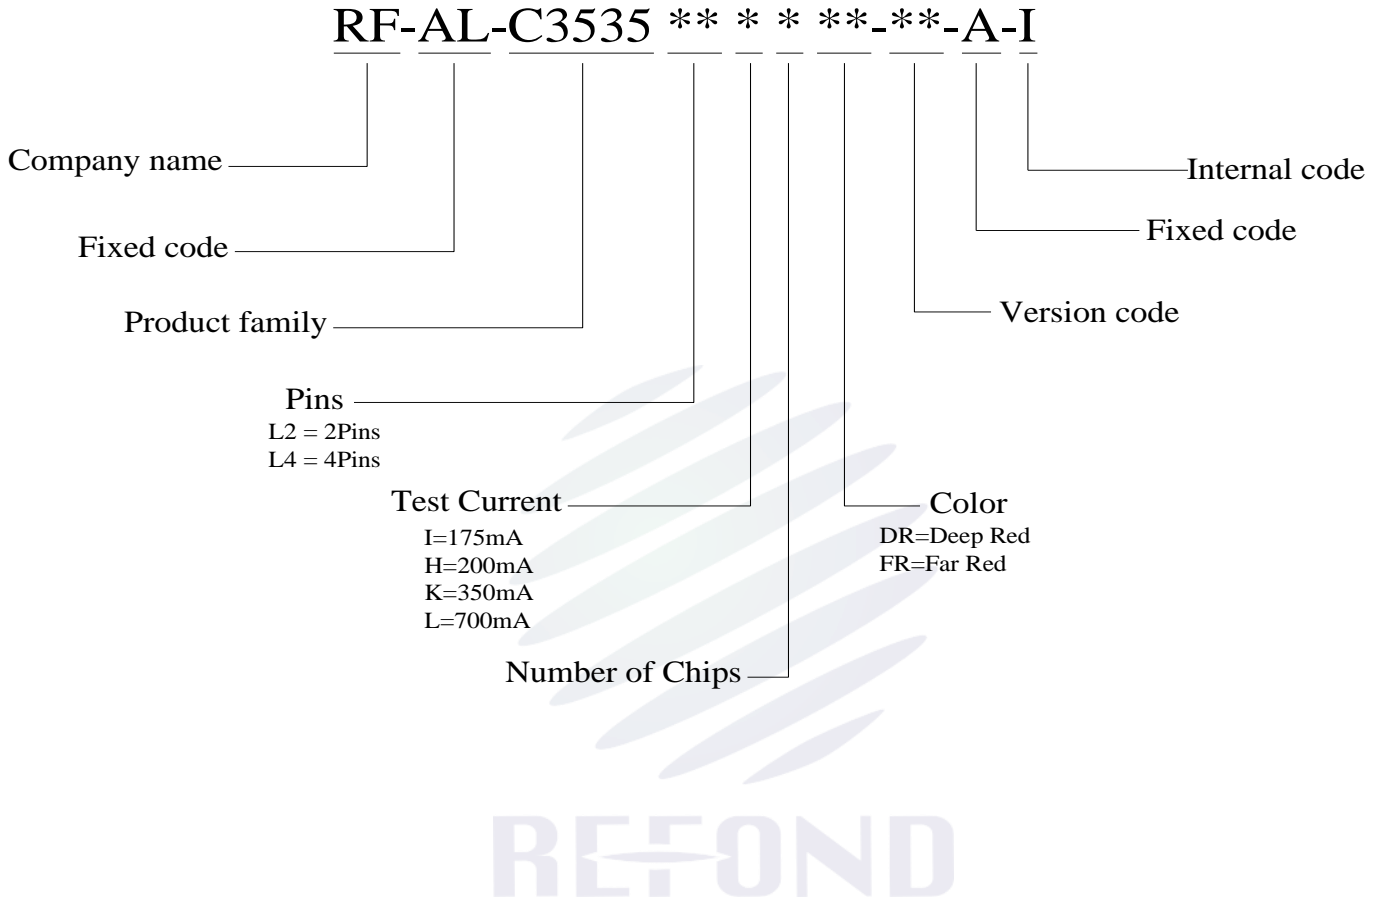 RF-AL-C3535 ** * * **-**-A-I
Company name
Internal code
Fixed code
Fixed code
Product family
Version code
Pins
L2 = 2Pins
L4 = 4Pins
Test Current
I=175mA
H=200mA
K=350mA
L=700mA
Color
DR=Deep Red
FR=Far Red
Number of Chips
REFOND